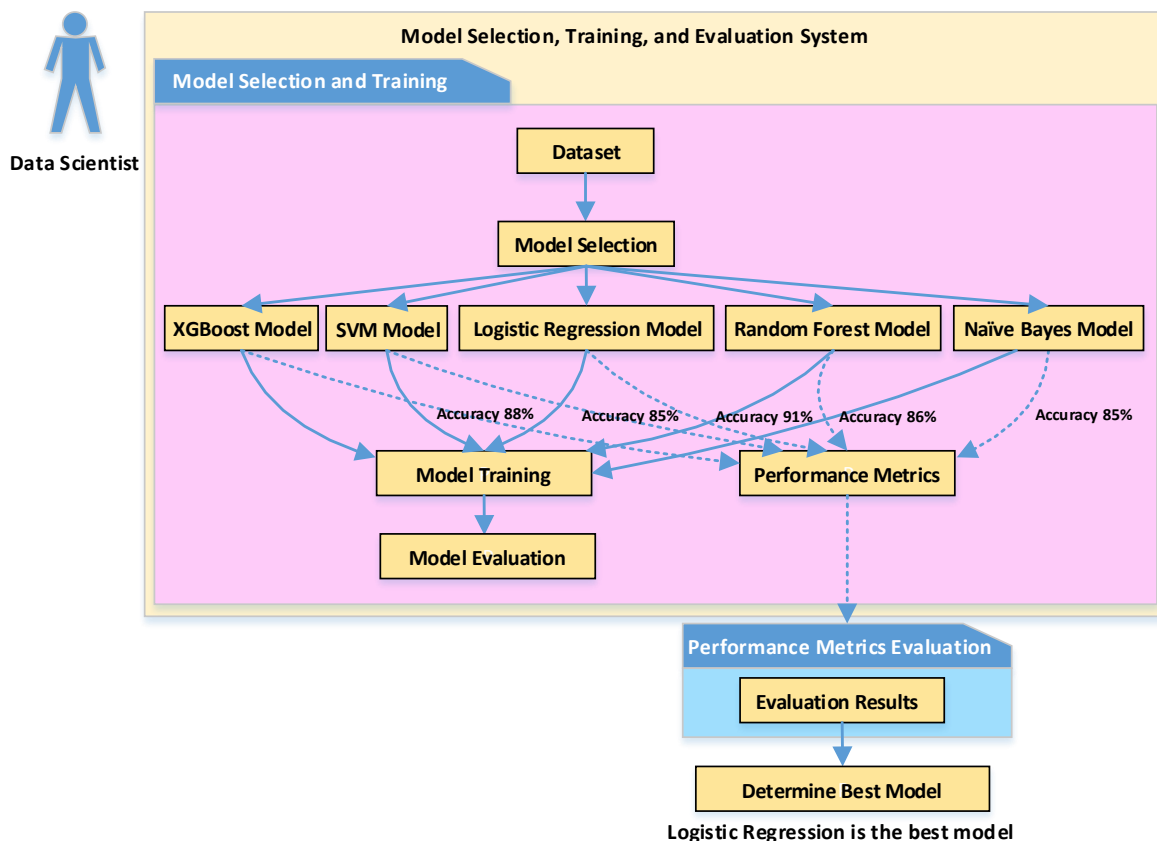 Model Selection, Training, and Evaluation System
Model Selection and Training
Data Scientist
Dataset
Model Selection
XGBoost Model
SVM Model
Logistic Regression Model
Random Forest Model
Naïve Bayes Model
Accuracy 88%
Accuracy 85%
Accuracy 91%
Accuracy 86%
Accuracy 85%
Model Training
Performance Metrics
Model Evaluation
Performance Metrics Evaluation
Evaluation Results
Determine Best Model
Logistic Regression is the best model